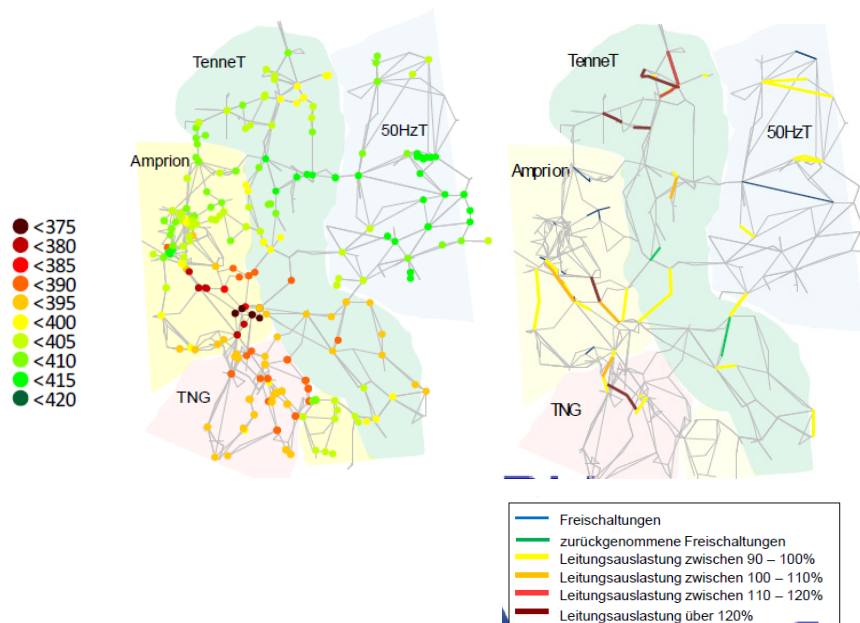 TenneT
50HzT
Amprion
TNG
<375
<380
<385
<390
<395
<400
<405
<410
<415
<420
TenneT
50HzT
Amprion
TNG
Freischaltungen
zurückgenommene Freischaltungen
Leitungsauslastung zwischen 90 – 100%
Leitungsauslastung zwischen 100 – 110%
Leitungsauslastung zwischen 110 – 120%
Leitungsauslastung über 120%